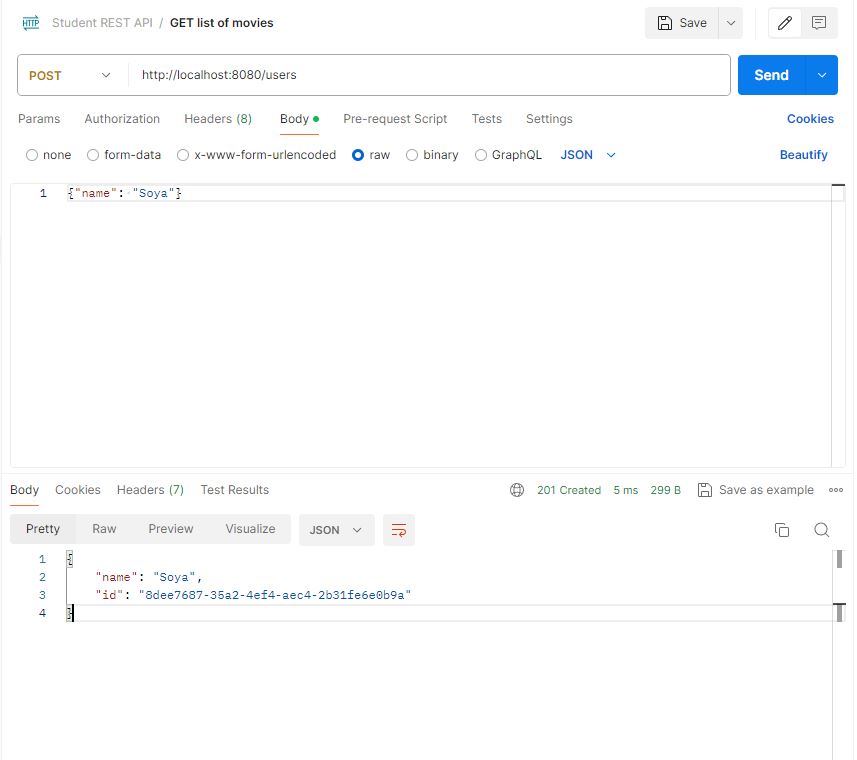 HTTP Student REST API / GET list of movies Save
POST http://localhost:8080/users Send
Params Authorization Headers (8) Body Pre-request Script Tests Settings Cookies
none form-data x-www-form-urlencoded raw binary GraphQL JSON Beautify
1 {"name": "Soya"}
Body Cookies Headers (7) Test Results 201 Created 5 ms 299 B Save as example
Pretty Raw Preview Visualize JSON
1 {
2 "name": "Soya",
3 "id": "8dee7687-35a2-4ef4-aec4-2b31fe6e0b9a"
4 }